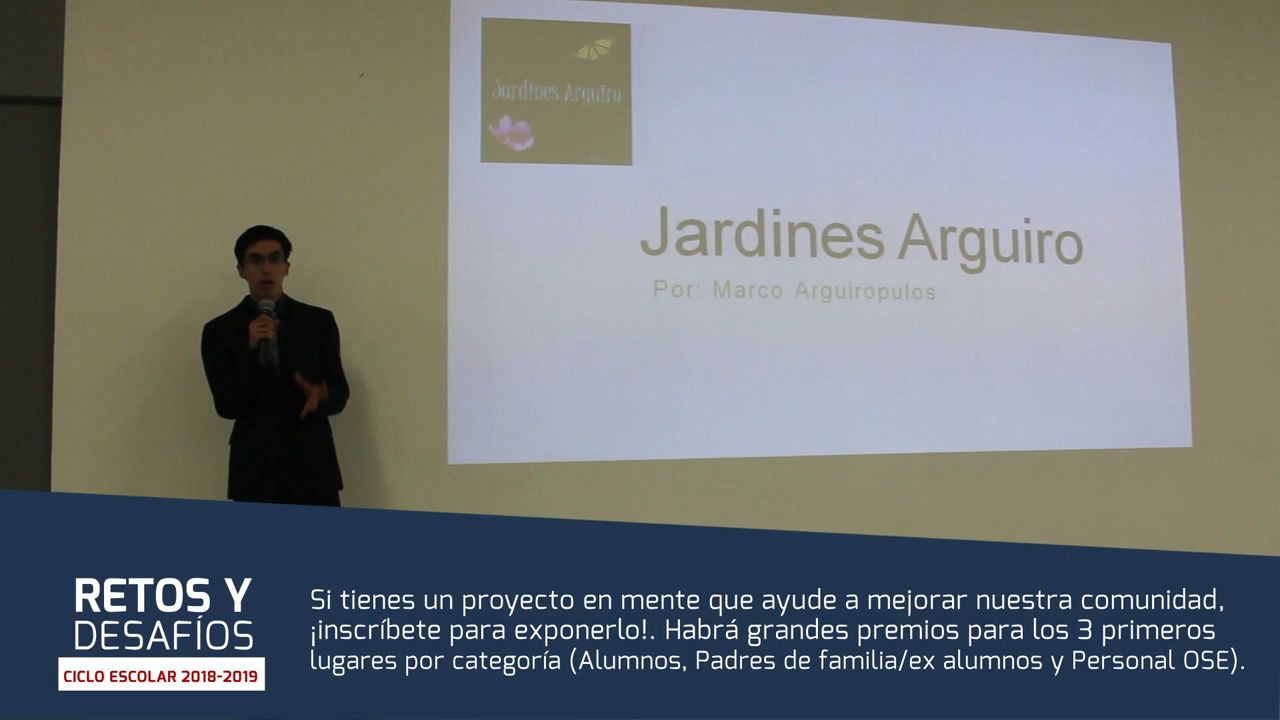 Jardines Arguiro
Jardines Arguiro
Por: Marco Arguiropulos
RETOS Y
DESAFÍOS
CICLO ESCOLAR 2018-2019
Si tienes un proyecto en mente que ayude a mejorar nuestra comunidad,
¡inscríbete para exponerlo!. Habrá grandes premios para los 3 primeros
lugares por categoría (Alumnos, Padres de familia/ex alumnos y Personal OSE).